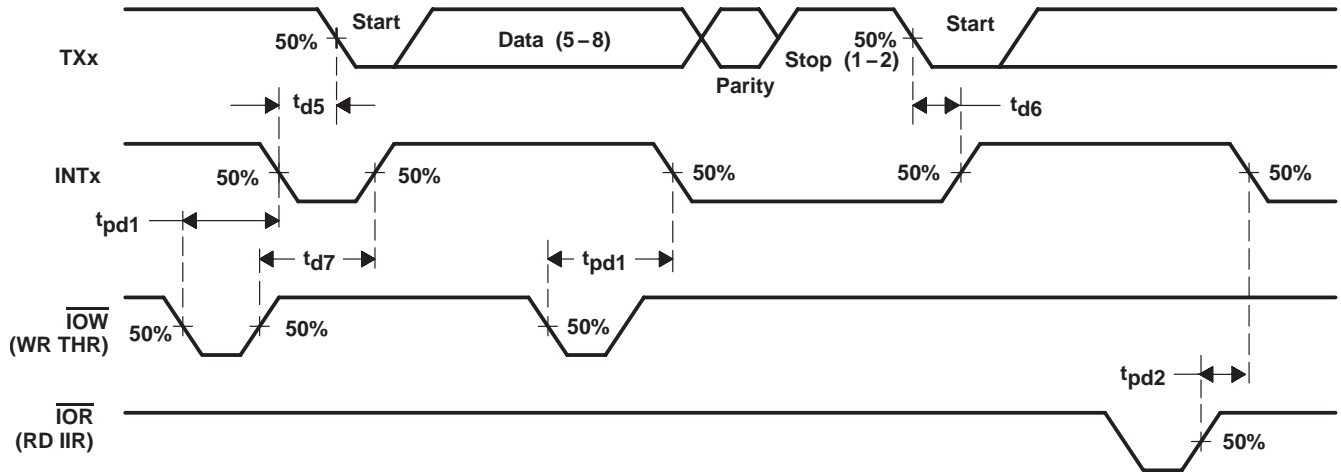 Start
Start
50%
Data (5–8)
50%
TXx
Stop (1–2)
Parity
td5
td6
INTx
50%
50%
50%
50%
50%
tpd1
td7
tpd1
IOW
(WR THR)
50%
50%
50%
tpd2
IOR
(RD IIR)
50%